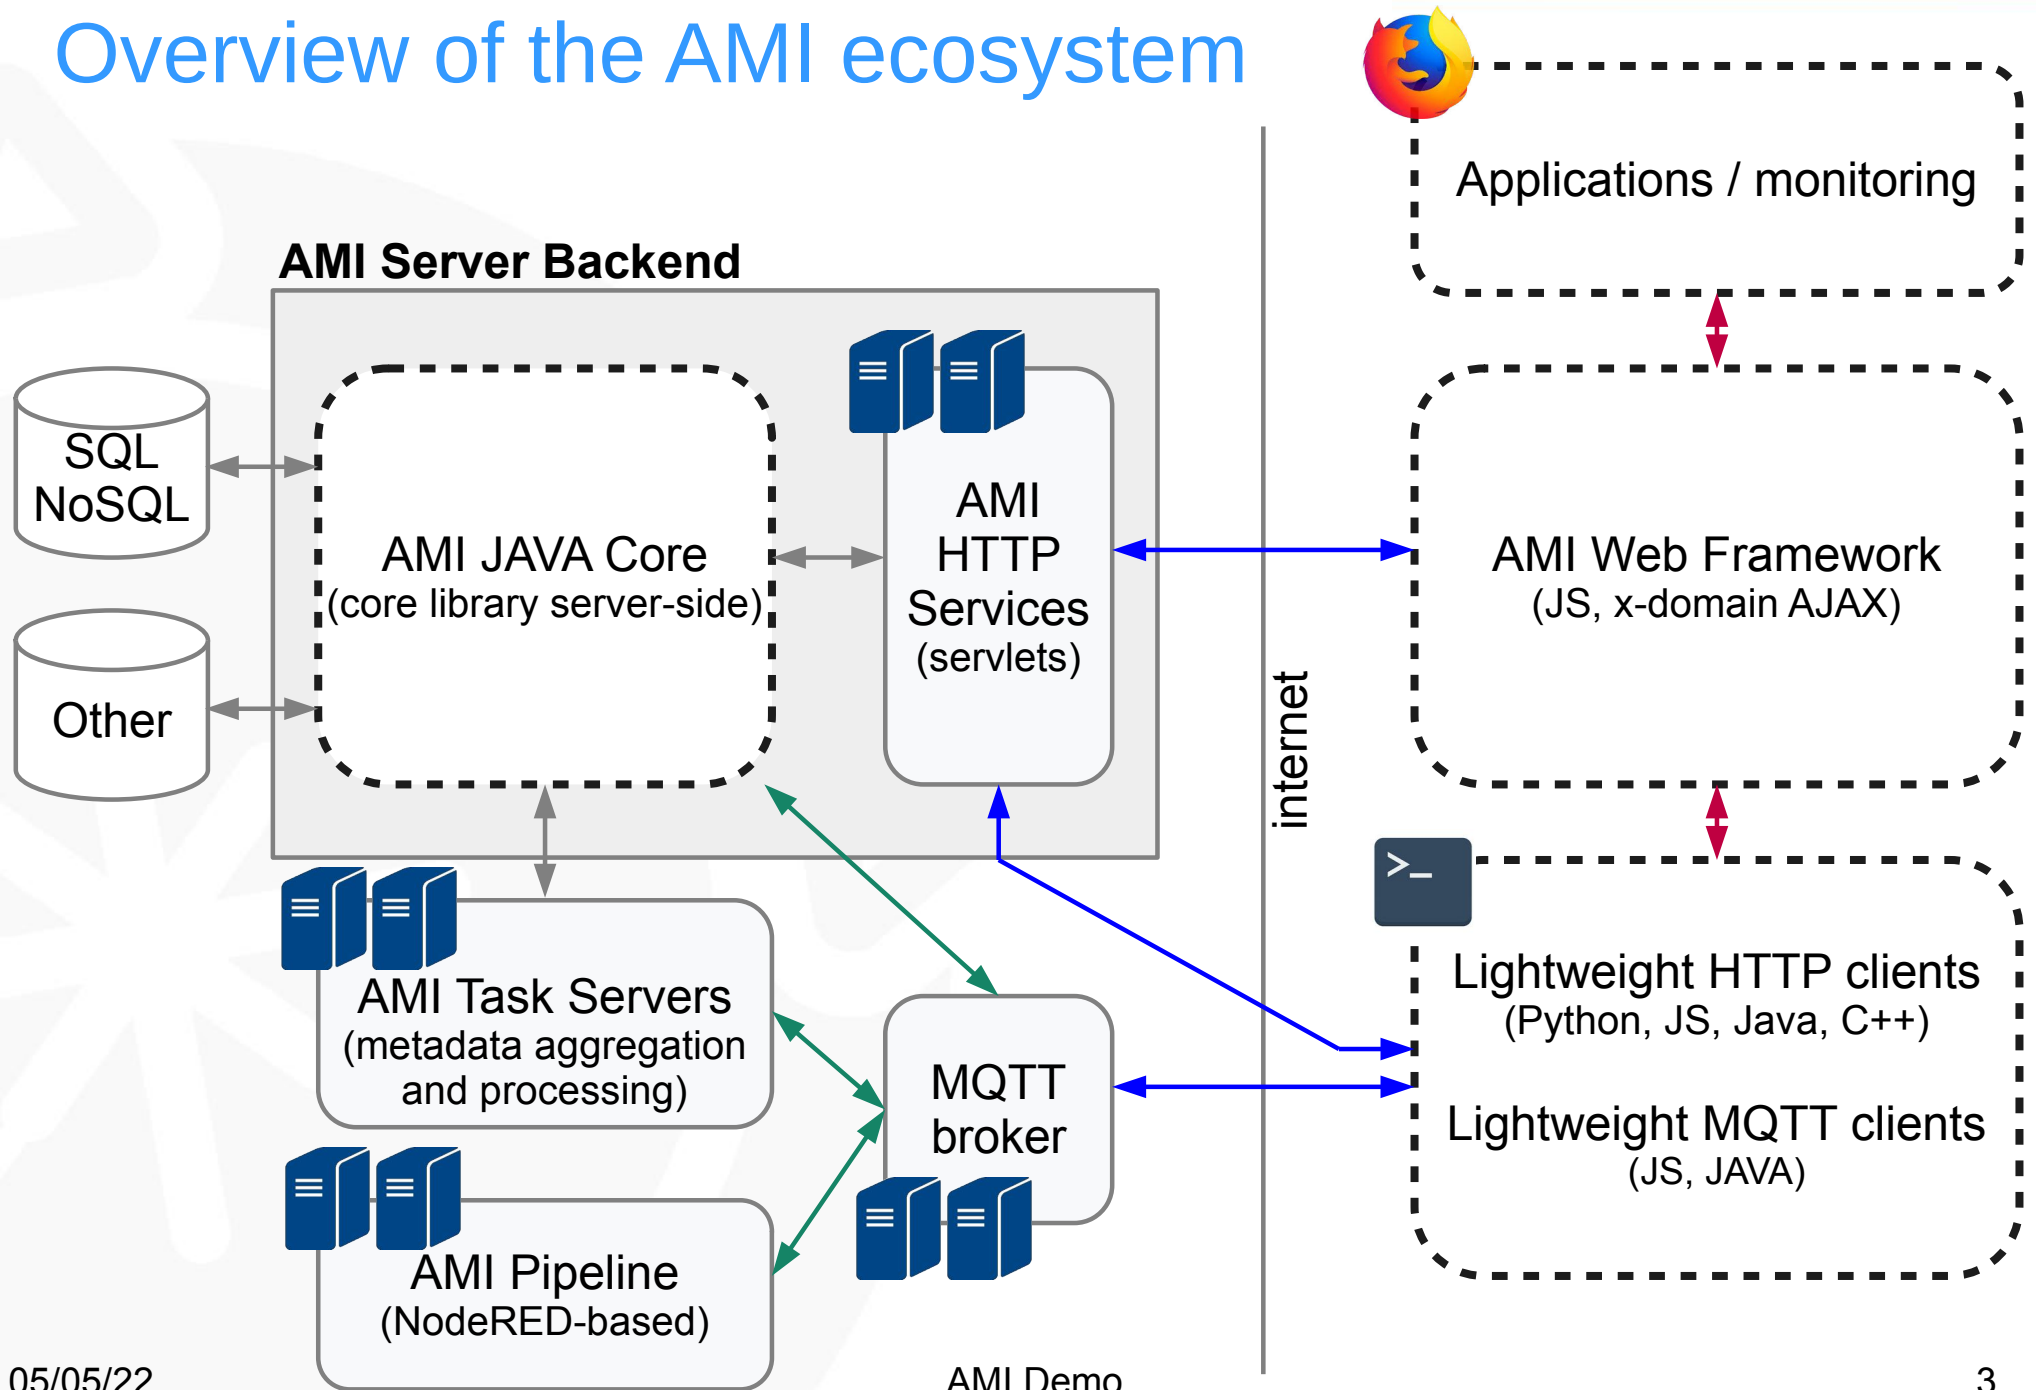 Overview of the AMI ecosystem
Applications / monitoring
AMI Server Backend
SQL
NoSQL
Other
AMI JAVA Core
(core library server-side)
AMI
HTTP
Services
(servlets)
internet
AMI Web Framework
(JS, x-domain AJAX)
>_
Lightweight HTTP clients
(Python, JS, Java, C++)
Lightweight MQTT clients
(JS, JAVA)
AMI Task Servers
(metadata aggregation
and processing)
MQTT
broker
AMI Pipeline
(NodeRED-based)
05/05/22
AMI Demo
3